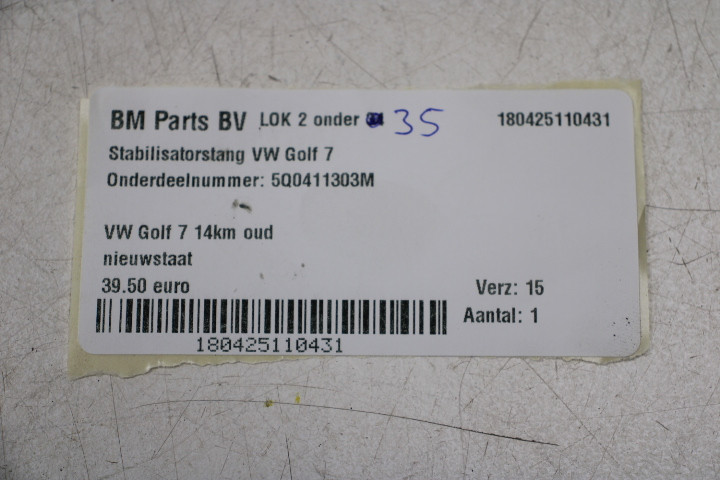 BM Parts BV LOK 2 onder 35 180425110431
Stabilisatorstang VW Golf 7
Onderdeelnummer: 5Q0411303M
VW Golf 7 14km oud
nieuwstaat
39.50 euro Verz: 15
Aantal: 1
180425110431